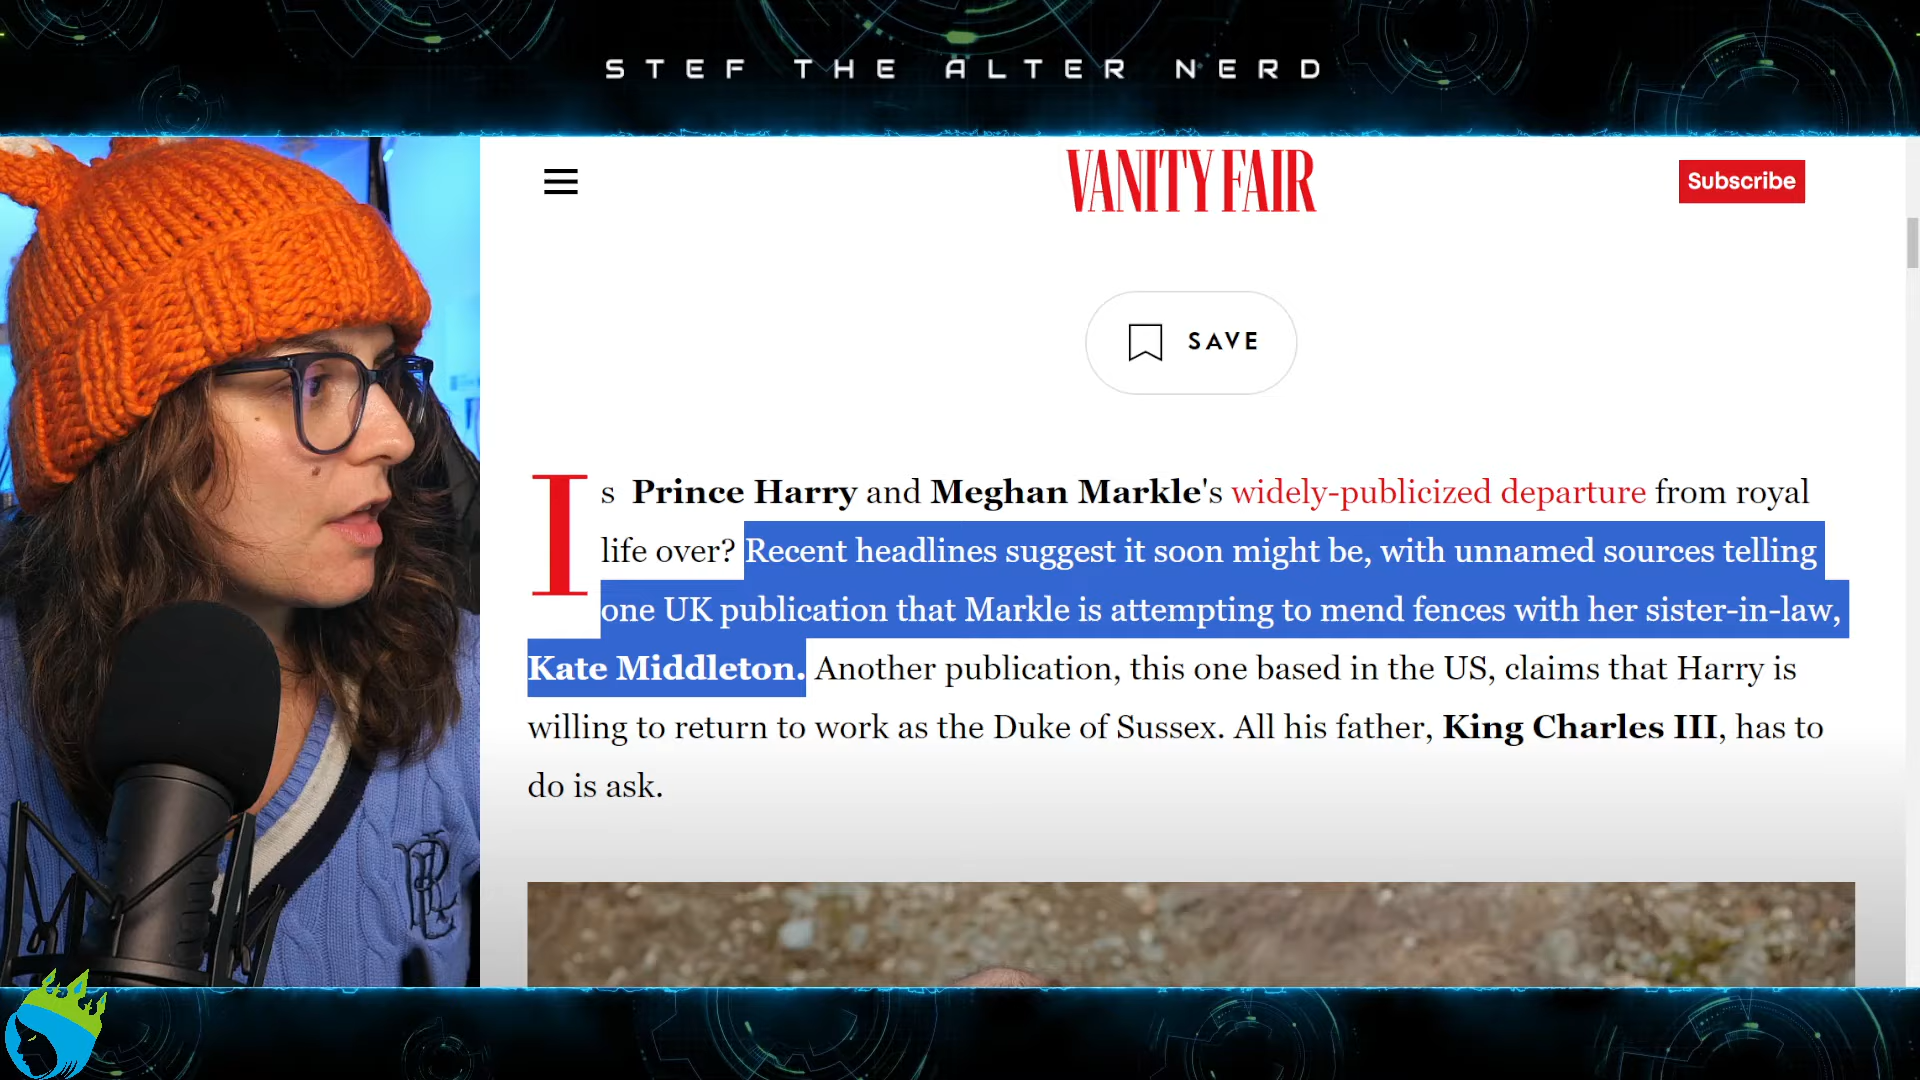 STEF THE ALTER NERD
VANITY FAIR
Subscribe
SAVE
Is Prince Harry and Meghan Markle's widely-publicized departure from royal
life over? Recent headlines suggest it soon might be, with unnamed sources telling
one UK publication that Markle is attempting to mend fences with her sister-in-law,
Kate Middleton. Another publication, this one based in the US, claims that Harry is
willing to return to work as the Duke of Sussex. All his father, King Charles III, has to
do is ask.